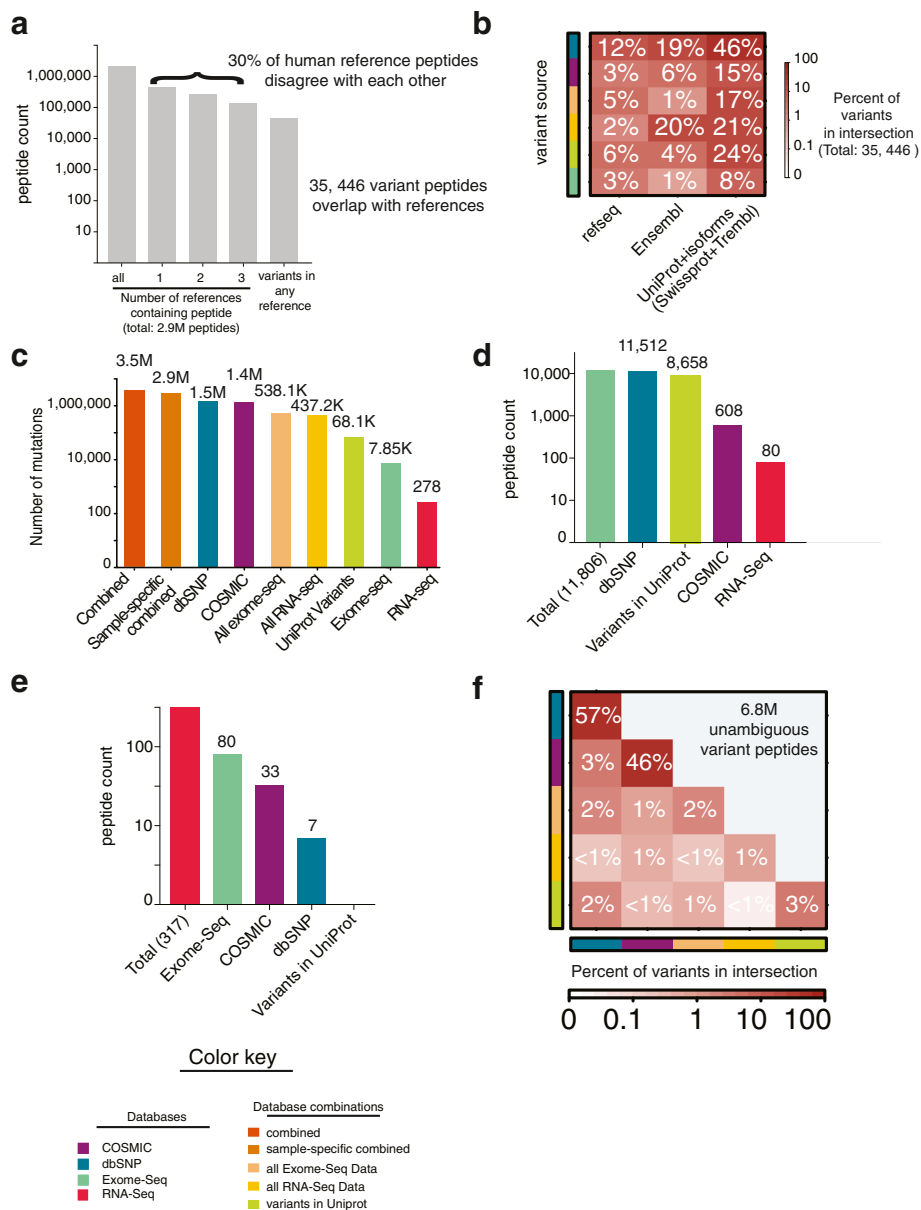 a
1,000,000
100,000
10,000
1,000
100
10
peptide count
30% of human reference peptides
disagree with each other
35, 446 variant peptides
overlap with references
all
1
2
3
variants in
any
reference
Number of references
containing peptide
(total: 2.9M peptides)
b
variant source
12% 19% 46%
3% 6% 15%
5% 1% 17%
2% 20% 21%
6% 4% 24%
3% 1% 8%
refseq
Ensembl
UniProt+isoforms
(Swissprot+Trembl)
100
10
1
0.1
0
Percent of
variants
in intersection
(Total: 35, 446 )
c
Number of mutations
1,000,000
10,000
100
0
3.5M
2.9M
1.5M
1.4M
538.1K
437.2K
68.1K
7.85K
278
Combined
Sample-specific
combined
dbSNP
COSMIC
All exome-seq
All RNA-seq
UniProt Variants
Exome-seq
RNA-seq
d
peptide count
10,000
1,000
100
10
0
11,512
8,658
608
80
Total (11,806)
dbSNP
Variants in UniProt
COSMIC
RNA-Seq
e
peptide count
100
10
0
80
33
7
Total (317)
Exome-Seq
COSMIC
dbSNP
Variants in UniProt
f
6.8M
unambiguous
variant peptides
57%
3% 46%
2% 1% 2%
<1% 1% <1% 1%
2% <1% 1% <1% 3%
Percent of variants in intersection
0 0.1 1 10 100
Color key
Databases
COSMIC
dbSNP
Exome-Seq
RNA-Seq
Database combinations
combined
sample-specific combined
all Exome-Seq Data
all RNA-Seq Data
variants in Uniprot